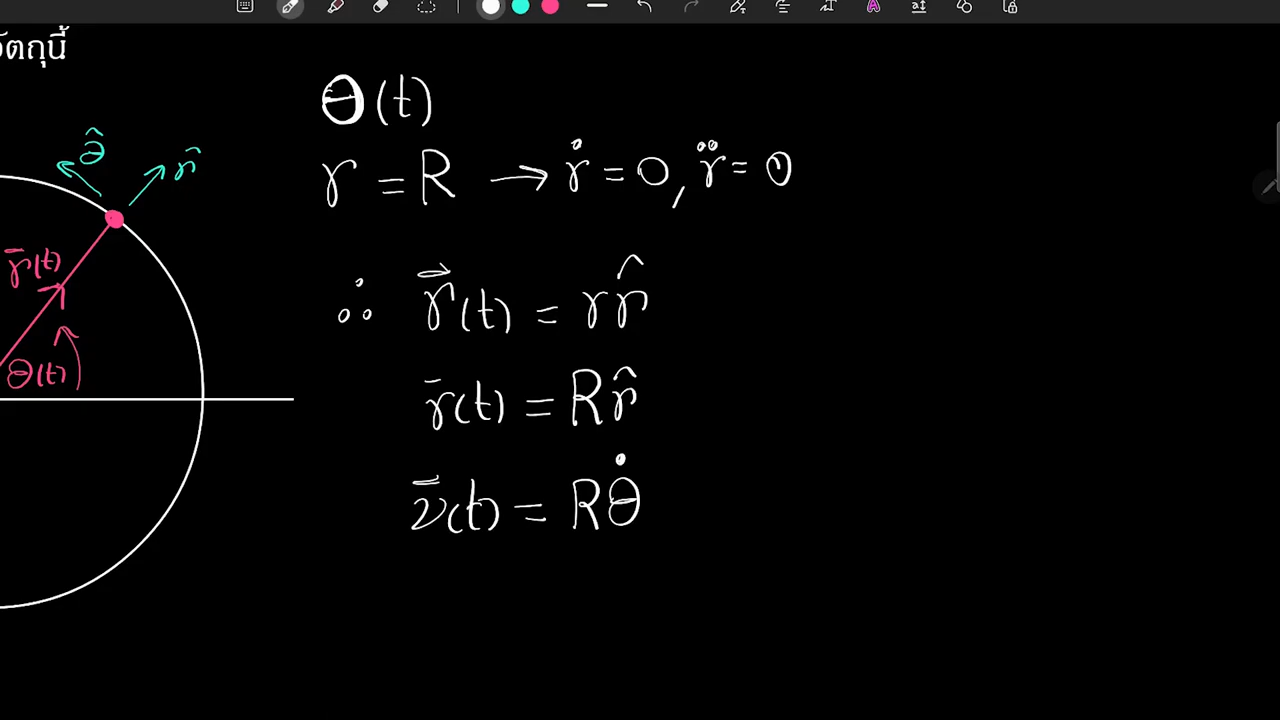 วัตถุนี้
θ(t)
r = R → ṙ = 0, r̈ = 0
θ̂
r̂
r̄(t)
θ(t)
∴ r⃗(t) = r r̂
r̄(t) = R r̂
v̄(t) = R θ̇